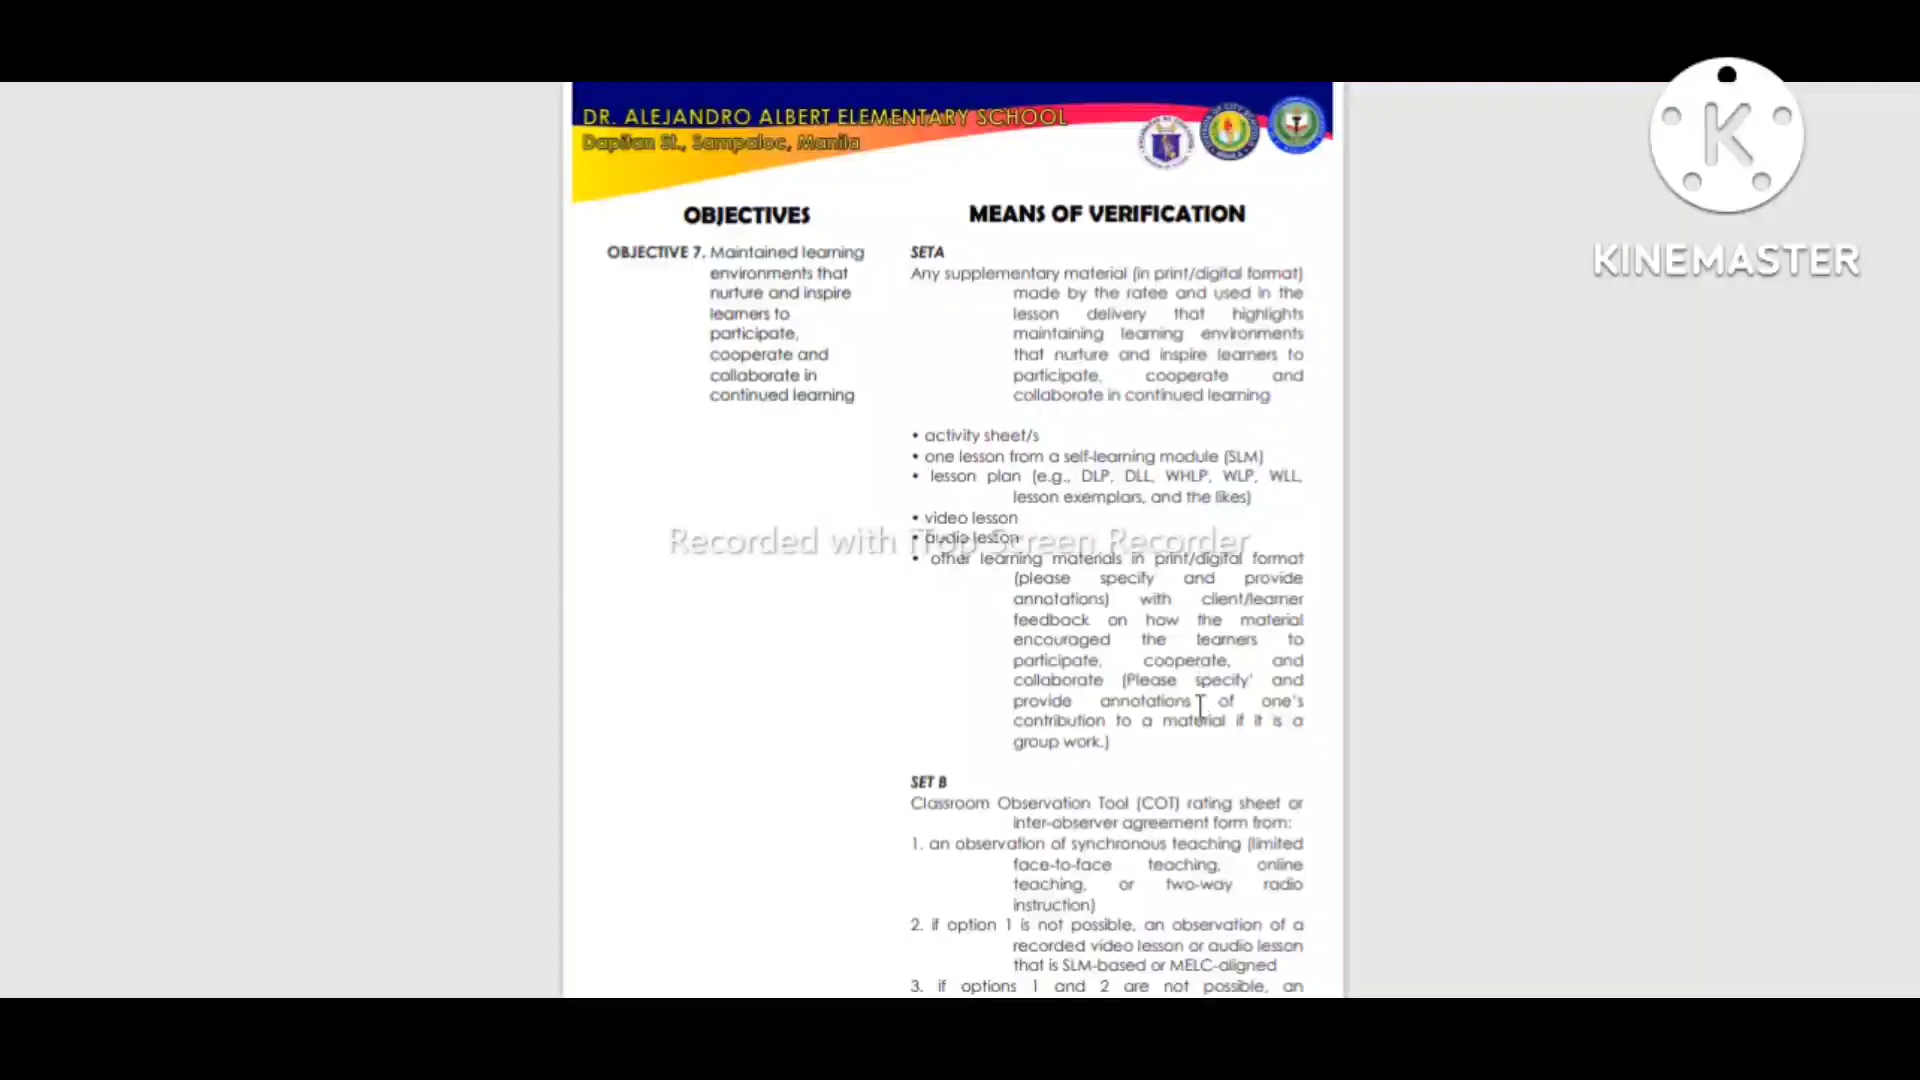 DR. ALEJANDRO ALBERT ELEMENTARY SCHOOL
Dapitan St., Sampaloc, Manila
K
KINEMASTER
OBJECTIVES
OBJECTIVE 7. Maintained learning
environments that
nurture and inspire
learners to
participate,
cooperate and
collaborate in
continued learning
MEANS OF VERIFICATION
SET A
Any supplementary material (in print/digital format)
made by the ratee and used in the
lesson delivery that highlights
maintaining learning environments
that nurture and inspire learners to
participate, cooperate and
collaborate in continued learning
• activity sheet/s
• one lesson from a self-learning module (SLM)
• lesson plan (e.g., DLP, DLL, WHLP, WLP, WLL,
lesson exemplars, and the likes)
• video lesson
• audio lesson
Recorded with iTop Screen Recorder
• other learning materials in print/digital format
(please specify and provide
annotations) with client/learner
feedback on how the material
encouraged the learners to
participate, cooperate, and
collaborate (Please specify' and
provide annotations of one's
contribution to a material if it is a
group work.)
SET B
Classroom Observation Tool (COT) rating sheet or
inter-observer agreement form from:
1. an observation of synchronous teaching (limited
face-to-face teaching, online
teaching, or two-way radio
instruction)
2. if option 1 is not possible, an observation of a
recorded video lesson or audio lesson
that is SLM-based or MELC-aligned
3. if options 1 and 2 are not possible, an